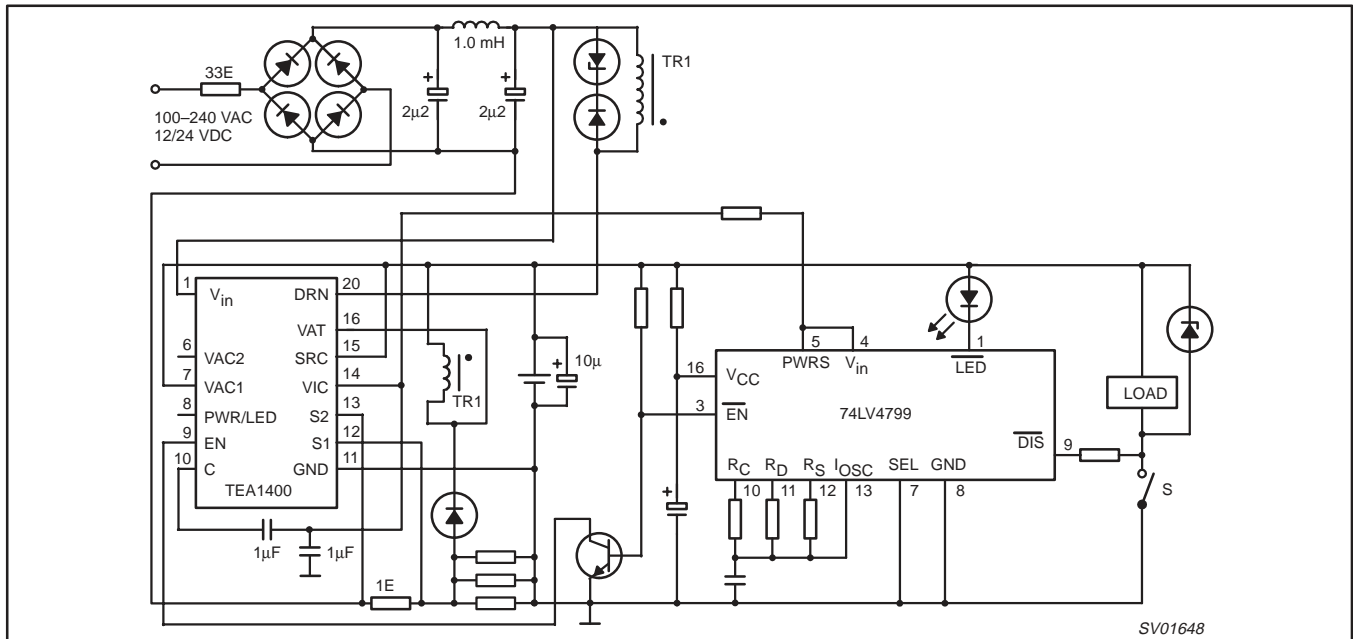 1.0 mH
TR1
33E
+
+
2µ2
2µ2
100–240 VAC
12/24 VDC
1
Vin
DRN
20
VAT
16
6
VAC2
SRC
15
7
VAC1
VIC
14
8
PWR/LED
S2
13
9
EN
S1
12
10
C
GND
11
TEA1400
TR1
+
10µ
1µF
1µF
1E
5
PWRS
4
Vin
1
LED
16
VCC
3
EN
74LV4799
DIS
9
RC
RD
RS
IOSC
SEL
GND
10
11
12
13
7
8
+
LOAD
S
SV01648